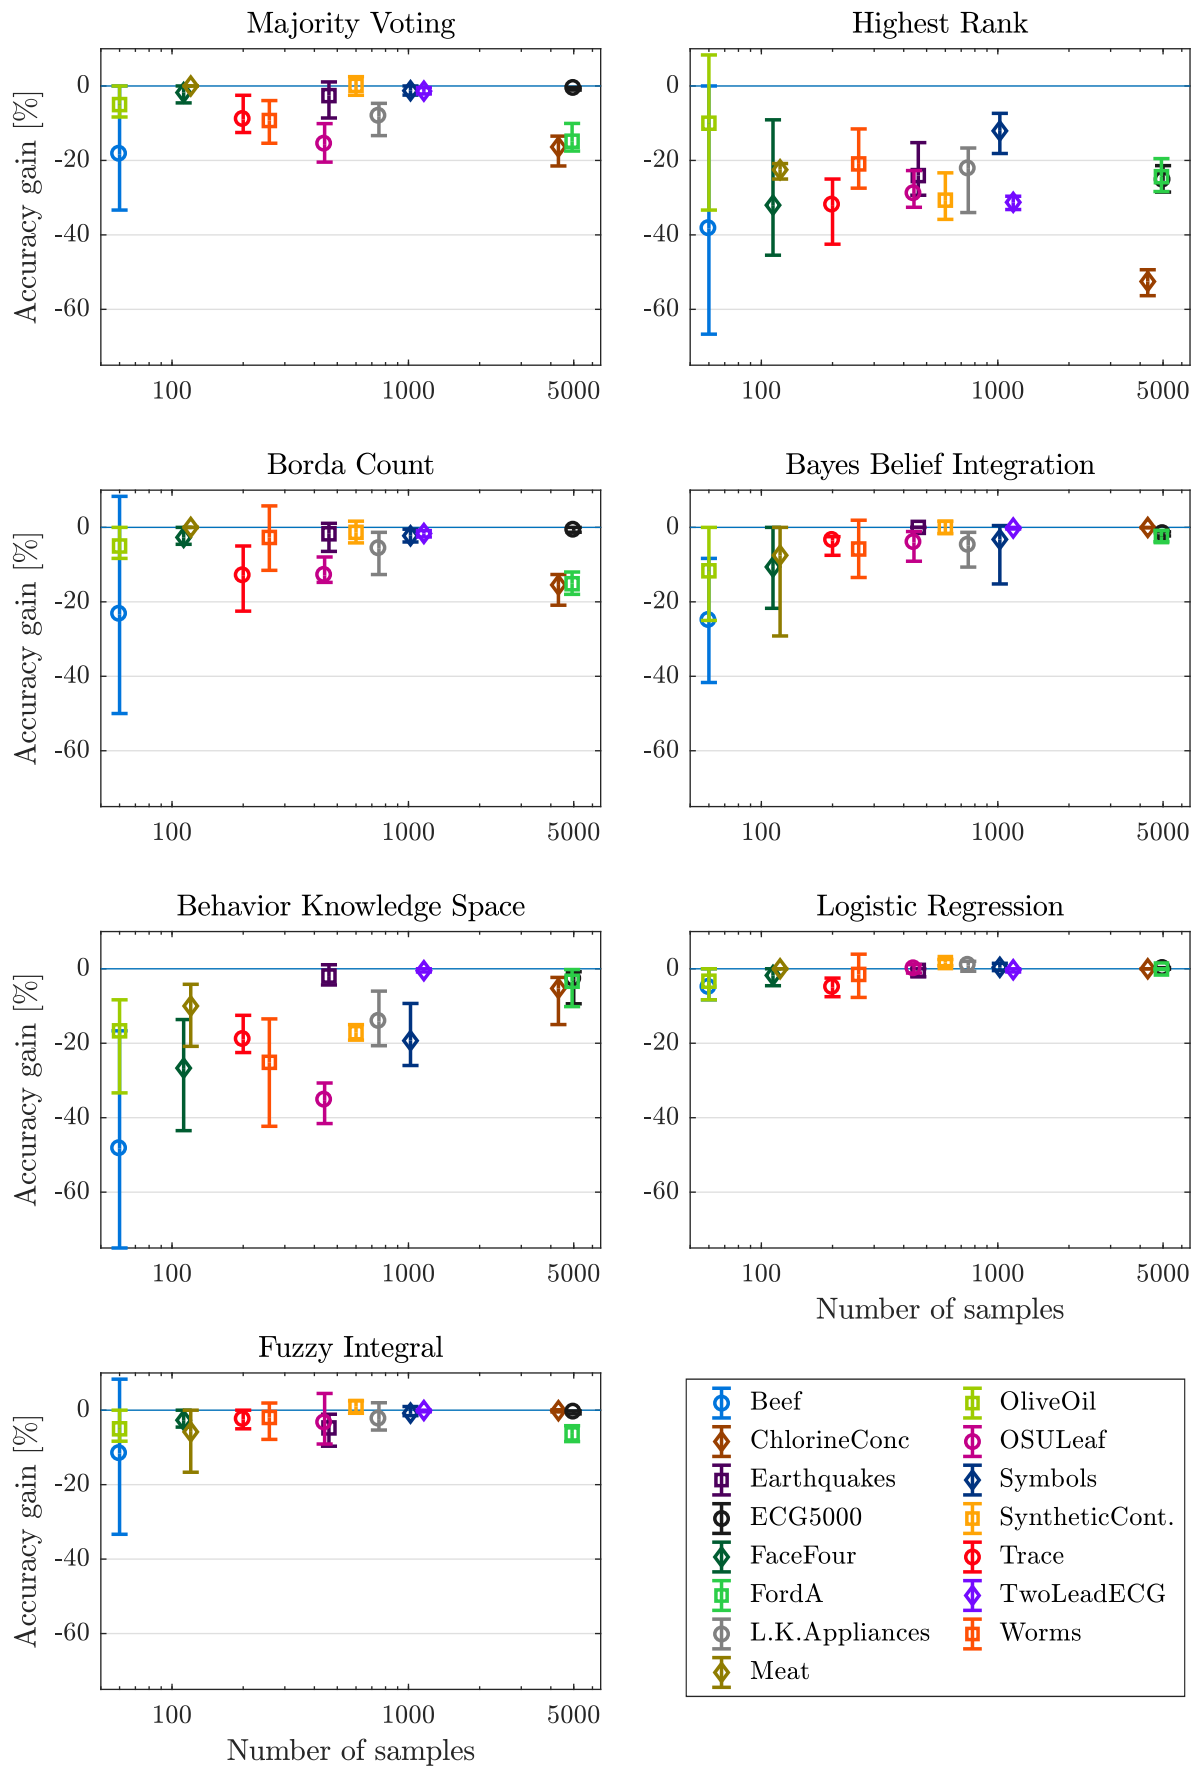 Majority Voting
Accuracy gain [%]
0
-20
-40
-60
100
1000
5000
Highest Rank
0
-20
-40
-60
100
1000
5000
Borda Count
Accuracy gain [%]
0
-20
-40
-60
100
1000
5000
Bayes Belief Integration
0
-20
-40
-60
100
1000
5000
Behavior Knowledge Space
Accuracy gain [%]
0
-20
-40
-60
100
1000
5000
Logistic Regression
0
-20
-40
-60
100
1000
5000
Number of samples
Fuzzy Integral
Accuracy gain [%]
0
-20
-40
-60
100
1000
5000
Number of samples
Beef
ChlorineConc
Earthquakes
ECG5000
FaceFour
FordA
L.K.Appliances
Meat
OliveOil
OSULeaf
Symbols
SyntheticCont.
Trace
TwoLeadECG
Worms